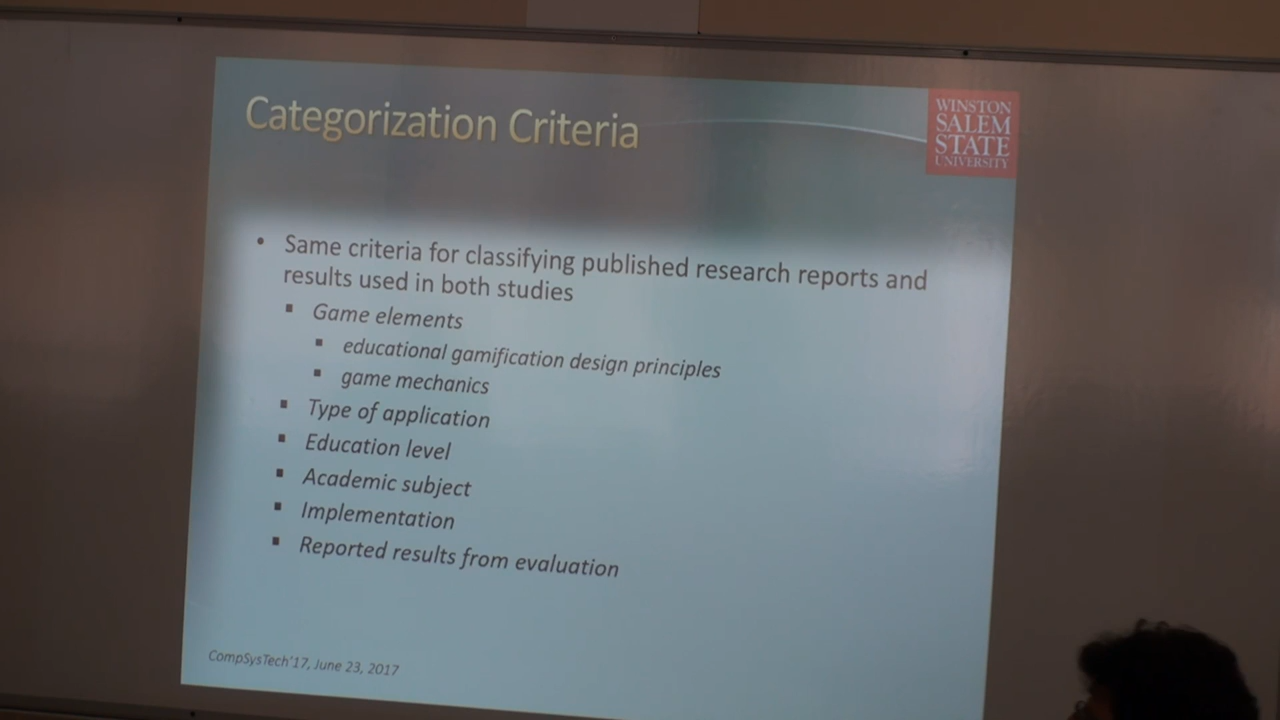 Categorization Criteria
WINSTON
SALEM
STATE
UNIVERSITY
• Same criteria for classifying published research reports and
results used in both studies
▪ Game elements
▪ educational gamification design principles
▪ game mechanics
▪ Type of application
▪ Education level
▪ Academic subject
▪ Implementation
▪ Reported results from evaluation
CompSysTech'17, June 23, 2017